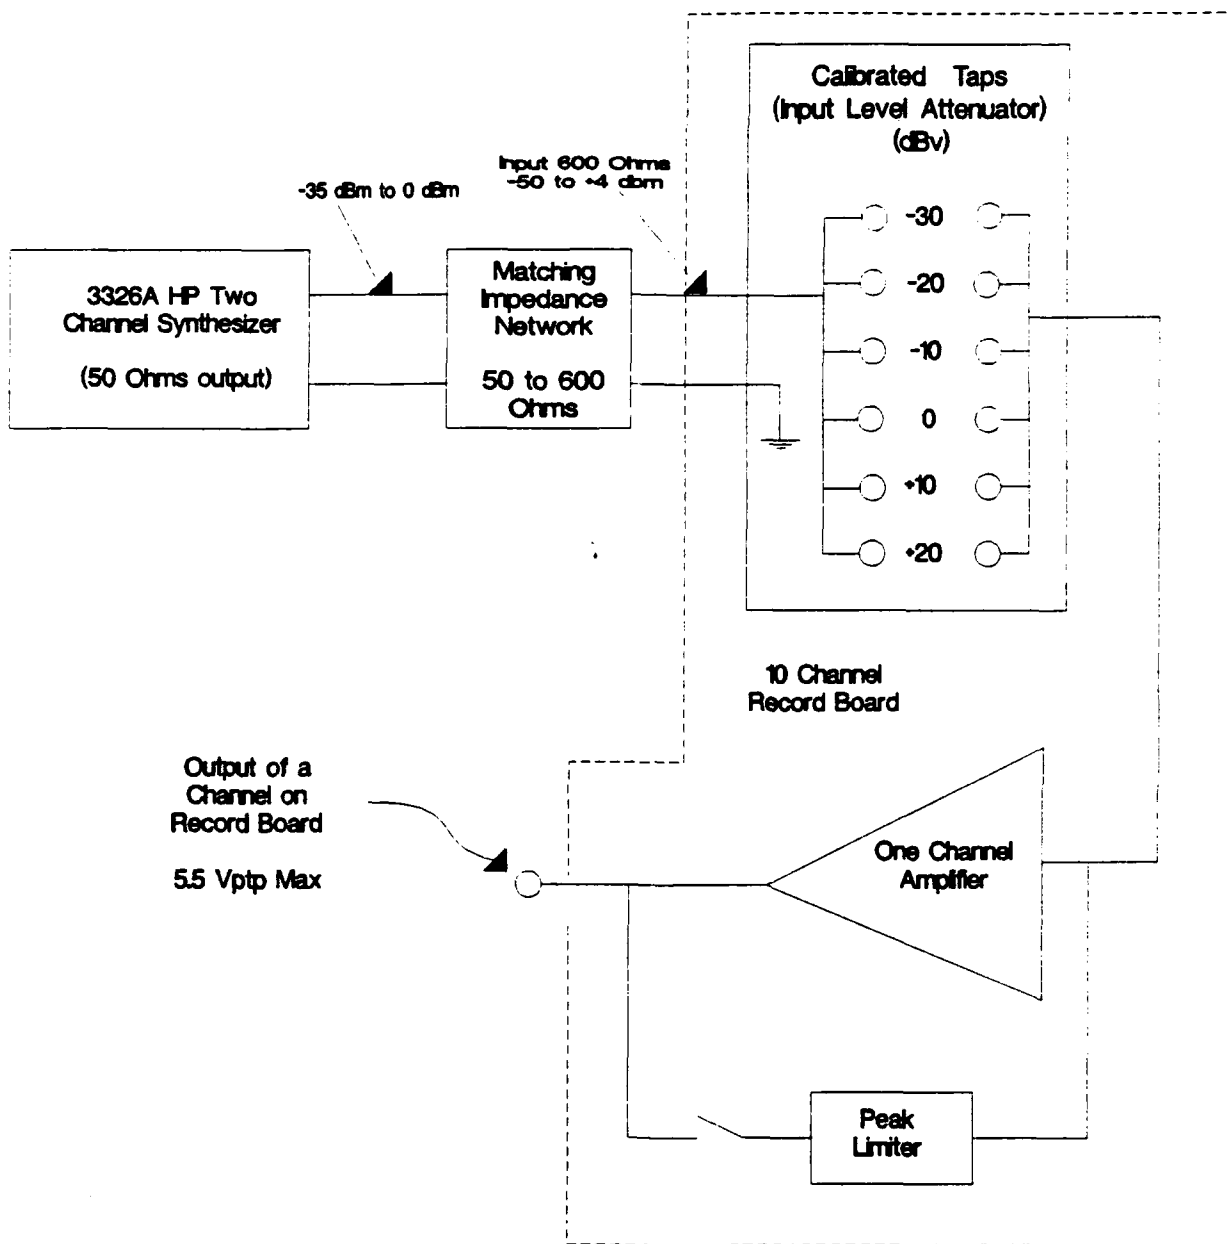 Calibrated Taps
(Input Level Attenuator)
(dBv)
Input 600 Ohms
-50 to +4 dbm
-35 dBm to 0 dBm
3326A HP Two
Channel Synthesizer
(50 Ohms output)
Matching
Impedance
Network
50 to 600
Ohms
-30
-20
-10
0
+10
+20
10 Channel
Record Board
Output of a
Channel on
Record Board
5.5 Vptp Max
One Channel
Amplifier
Peak
Limiter